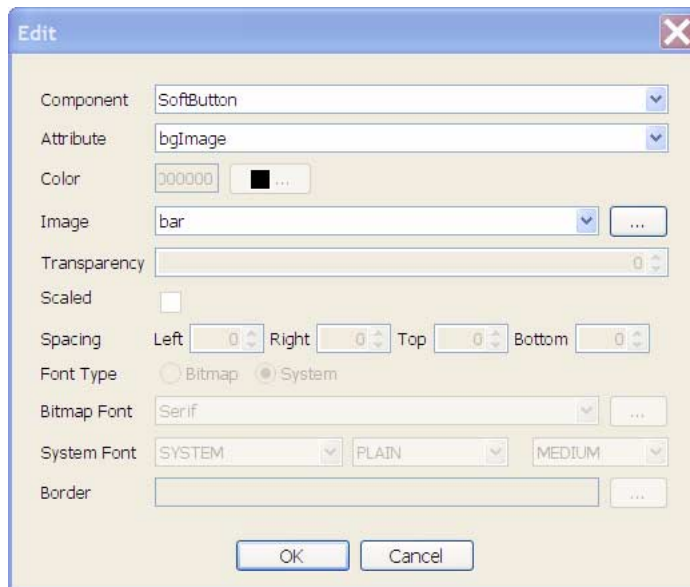 Edit
Component SoftButton
Attribute bgImage
Color 000000 ...
Image bar ...
Transparency 0
Scaled
Spacing Left 0 Right 0 Top 0 Bottom 0
Font Type Bitmap System
Bitmap Font Serif ...
System Font SYSTEM PLAIN MEDIUM
Border ...
OK Cancel